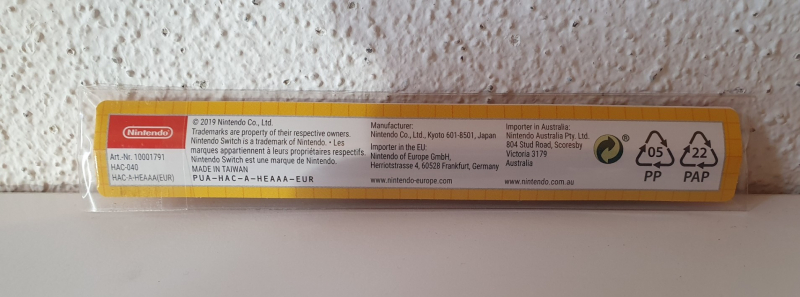 Nintendo
Art.-Nr. 10001791
HAC-040
HAC-A-HEAAA(EUR)
© 2019 Nintendo Co., Ltd.
Trademarks are property of their respective owners.
Nintendo Switch is a trademark of Nintendo. • Les
marques appartiennent à leurs propriétaires respectifs.
Nintendo Switch est une marque de Nintendo.
MADE IN TAIWAN
PUA-HAC-A-HEAAA-EUR
Manufacturer:
Nintendo Co., Ltd., Kyoto 601-8501, Japan
Importer in the EU:
Nintendo of Europe GmbH,
Herriotstrasse 4, 60528 Frankfurt, Germany
www.nintendo-europe.com
Importer in Australia:
Nintendo Australia Pty. Ltd.
804 Stud Road, Scoresby
Victoria 3179
Australia
www.nintendo.com.au
®
05
PP
22
PAP